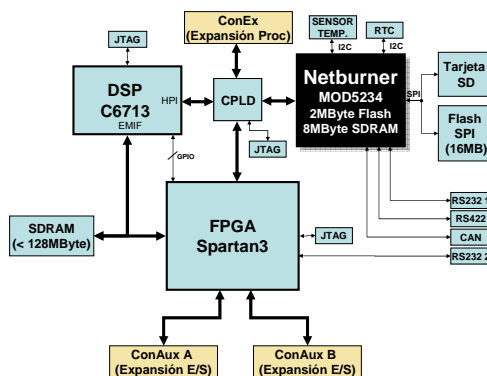 ConEx
(Expansión Proc)
SENSOR
TEMP.
RTC
JTAG
I2C
I2C
DSP
C6713
HPI
EMIF
CPLD
Netburner
MOD5234
2MByte Flash
8MByte SDRAM
SPI
Tarjeta
SD
Flash
SPI
(16MB)
JTAG
GPIO
SDRAM
(< 128MByte)
FPGA
Spartan3
JTAG
RS232 1
RS422
CAN
RS232 2
ConAux A
(Expansión E/S)
ConAux B
(Expansión E/S)